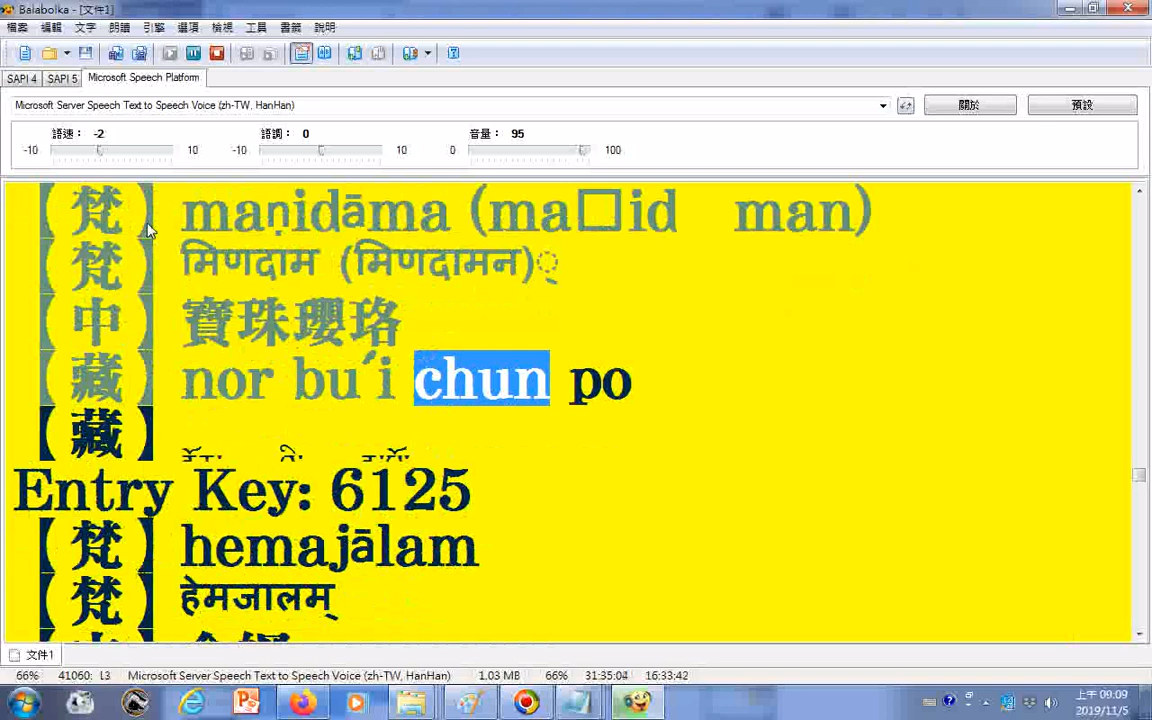 Balabolka - [文件1]
檔案 編輯 文字 朗讀 引擎 選項 檢視 工具 書籤 說明
SAPI 4 SAPI 5 Microsoft Speech Platform
Microsoft Server Speech Text to Speech Voice (zh-TW, HanHan) 關於 預設
語速： -2 語調： 0 音量： 95
-10 10 -10 10 0 100
【梵】 maṇidāma (ma□id man)
【梵】 मिणदाम (मिणदामन)्
【中】 寶珠瓔珞
【藏】 nor bu´i chun po
【藏】
Entry Key: 6125
【梵】 hemajālam
【梵】 हेमजालम्
文件1
66% 41060: L3 Microsoft Server Speech Text to Speech Voice (zh-TW, HanHan) 1.03 MB 66% 31:35:04 16:33:42
上午 09:09
2019/11/5